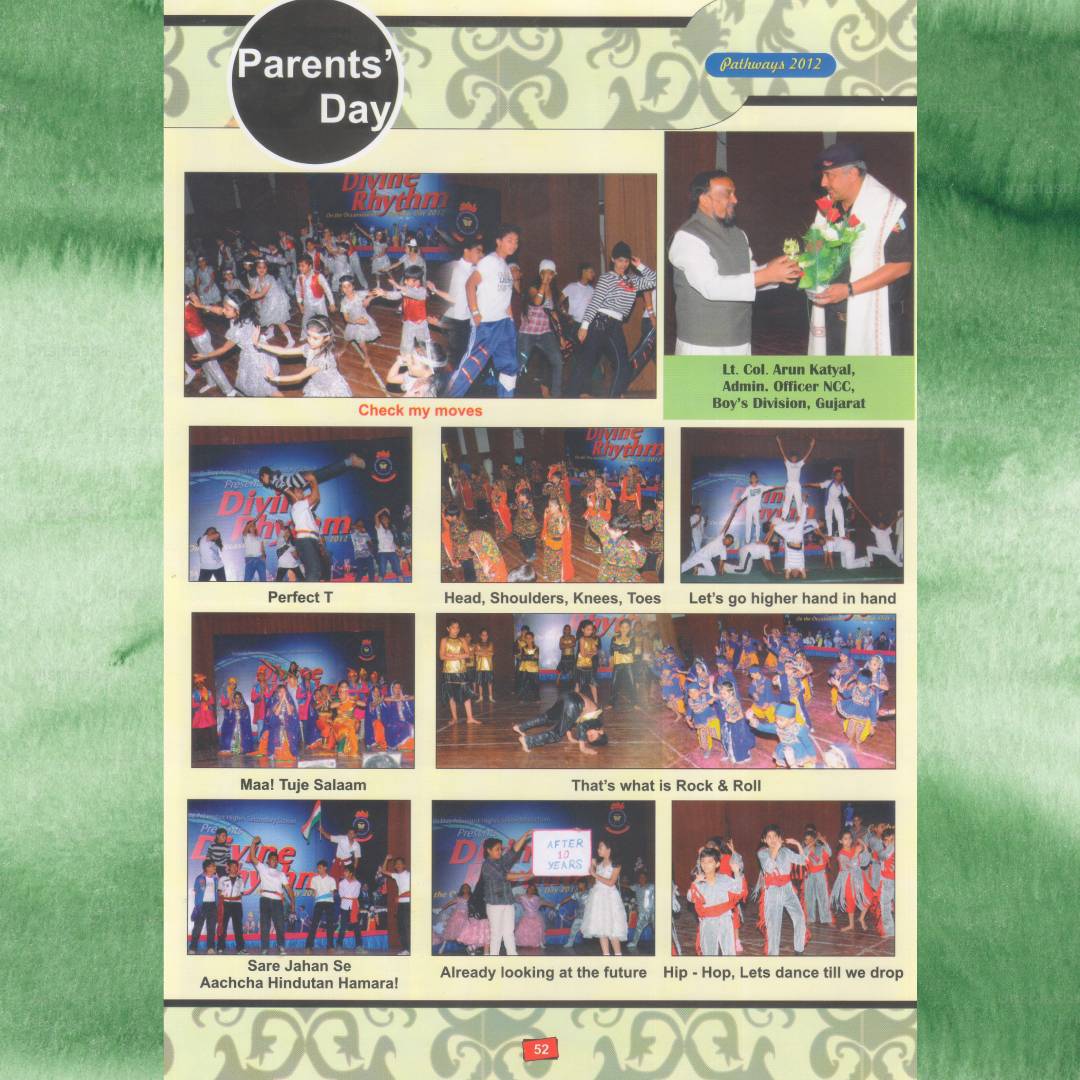 Parents'
Day
Pathways 2012
Divine
Rhythm
Check my moves
Lt. Col. Arun Katyal,
Admin. Officer NCC,
Boy's Division, Gujarat
Perfect T
Divine
Rhythm
Head, Shoulders, Knees, Toes
Let's go higher hand in hand
Maa! Tuje Salaam
That's what is Rock & Roll
Sare Jahan Se
Aachcha Hindutan Hamara!
AFTER
10
YEARS
Already looking at the future
Hip - Hop, Lets dance till we drop
52